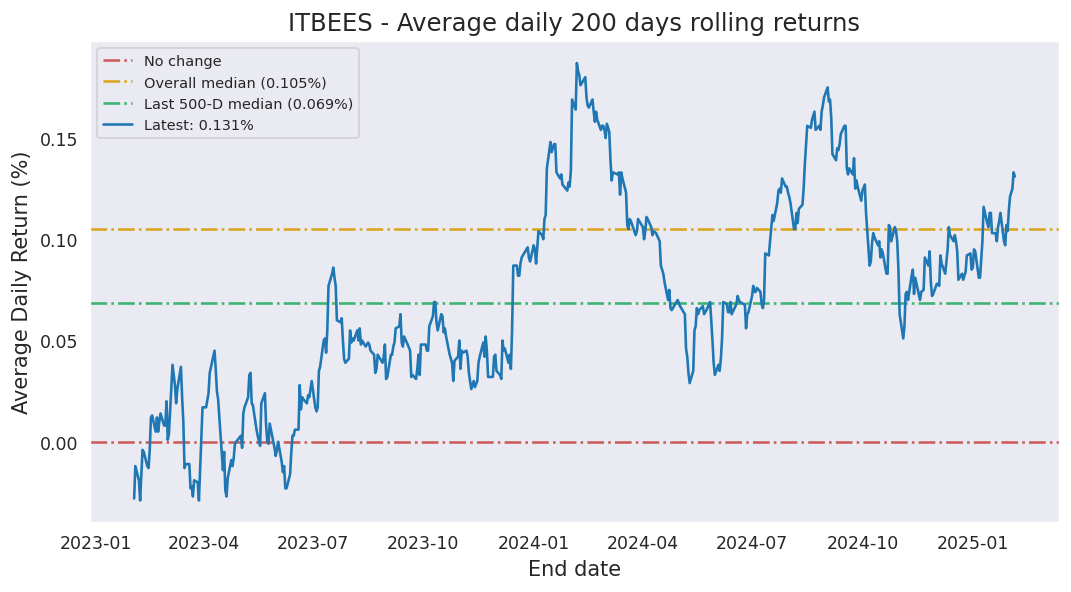 ITBEES - Average daily 200 days rolling returns
No change
Overall median (0.105%)
Last 500-D median (0.069%)
Latest: 0.131%
Average Daily Return (%)
0.15
0.10
0.05
0.00
2023-01 2023-04 2023-07 2023-10 2024-01 2024-04 2024-07 2024-10 2025-01
End date